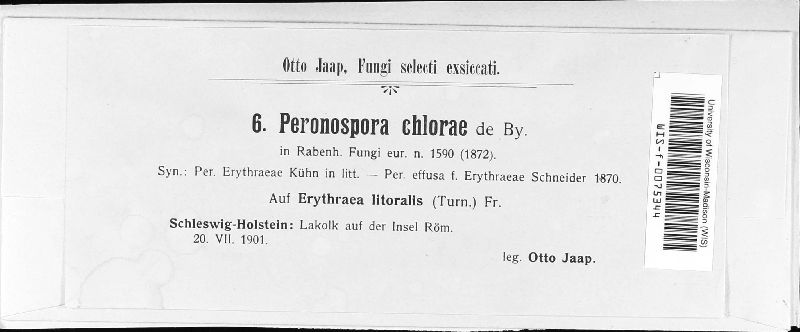 Otto Jaap, Fungi selecti exsiccati.
6. Peronospora chlorae de By.
in Rabenh. Fungi eur. n. 1590 (1872).
Syn.: Per. Erythraeae Kühn in litt. — Per. effusa f. Erythraeae Schneider 1870.
Auf Erythraea litoralis (Turn.) Fr.
Schleswig-Holstein: Lakolk auf der Insel Röm.
20. VII. 1901.
leg. Otto Jaap.
University of Wisconsin-Madison (WIS)
WIS-f-0075344